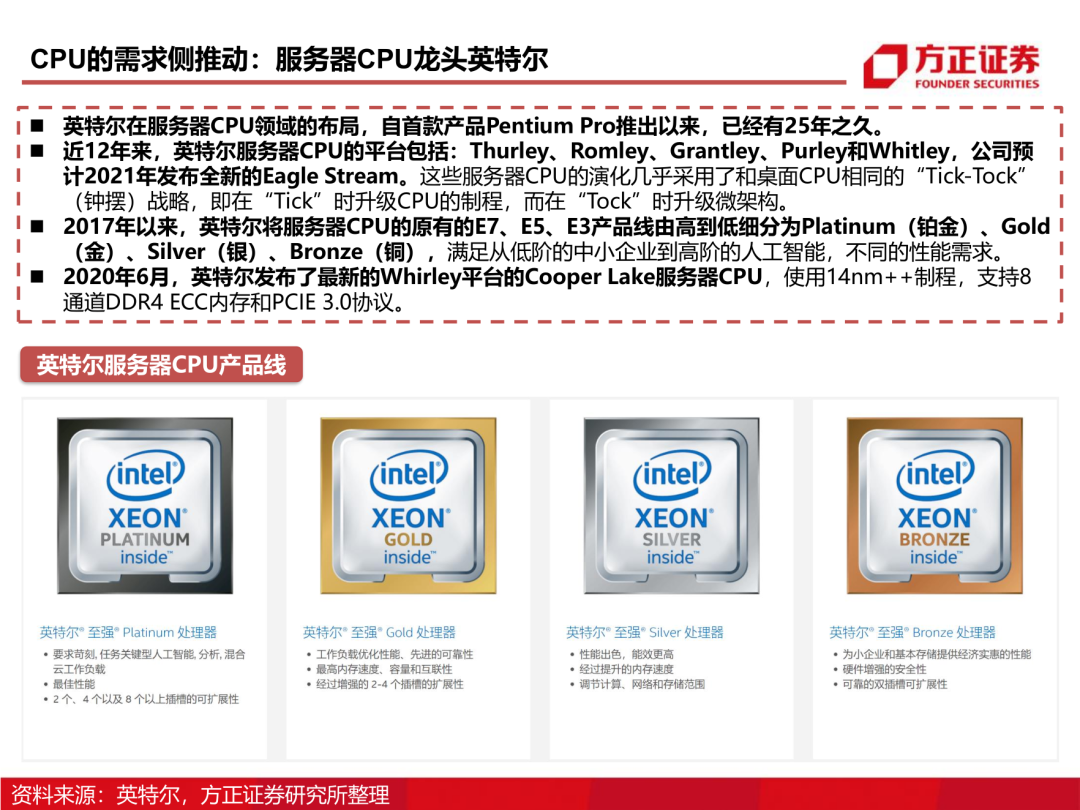 CPU的需求侧推动：服务器CPU龙头英特尔
方正证券
FOUNDER SECURITIES
■ 英特尔在服务器CPU领域的布局，自首款产品Pentium Pro推出以来，已经有25年之久。
■ 近12年来，英特尔服务器CPU的平台包括：Thurley、Romley、Grantley、Purley和Whitley，公司预
计2021年发布全新的Eagle Stream。这些服务器CPU的演化几乎采用了和桌面CPU相同的“Tick-Tock”
（钟摆）战略，即在“Tick”时升级CPU的制程，而在“Tock”时升级微架构。
■ 2017年以来，英特尔将服务器CPU的原有的E7、E5、E3产品线由高到低细分为Platinum（铂金）、Gold
（金）、Silver（银）、Bronze（铜），满足从低阶的中小企业到高阶的人工智能，不同的性能需求。
■ 2020年6月，英特尔发布了最新的Whirley平台的Cooper Lake服务器CPU，使用14nm++制程，支持8
通道DDR4 ECC内存和PCIE 3.0协议。
英特尔服务器CPU产品线
intel®
XEON®
PLATINUM
inside™
英特尔® 至强® Platinum 处理器
• 要求苛刻, 任务关键型人工智能, 分析, 混合
云工作负载
• 最佳性能
• 2 个、4 个以及 8 个以上插槽的可扩展性
intel®
XEON®
GOLD
inside™
英特尔® 至强® Gold 处理器
• 工作负载优化性能、先进的可靠性
• 最高内存速度、容量和互联性
• 经过增强的 2-4 个插槽的扩展性
intel®
XEON®
SILVER
inside™
英特尔® 至强® Silver 处理器
• 性能出色，能效更高
• 经过提升的内存速度
• 调节计算、网络和存储范围
intel®
XEON®
BRONZE
inside™
英特尔® 至强® Bronze 处理器
• 为小企业和基本存储提供经济实惠的性能
• 硬件增强的安全性
• 可靠的双插槽可扩展性
资料来源：英特尔，方正证券研究所整理